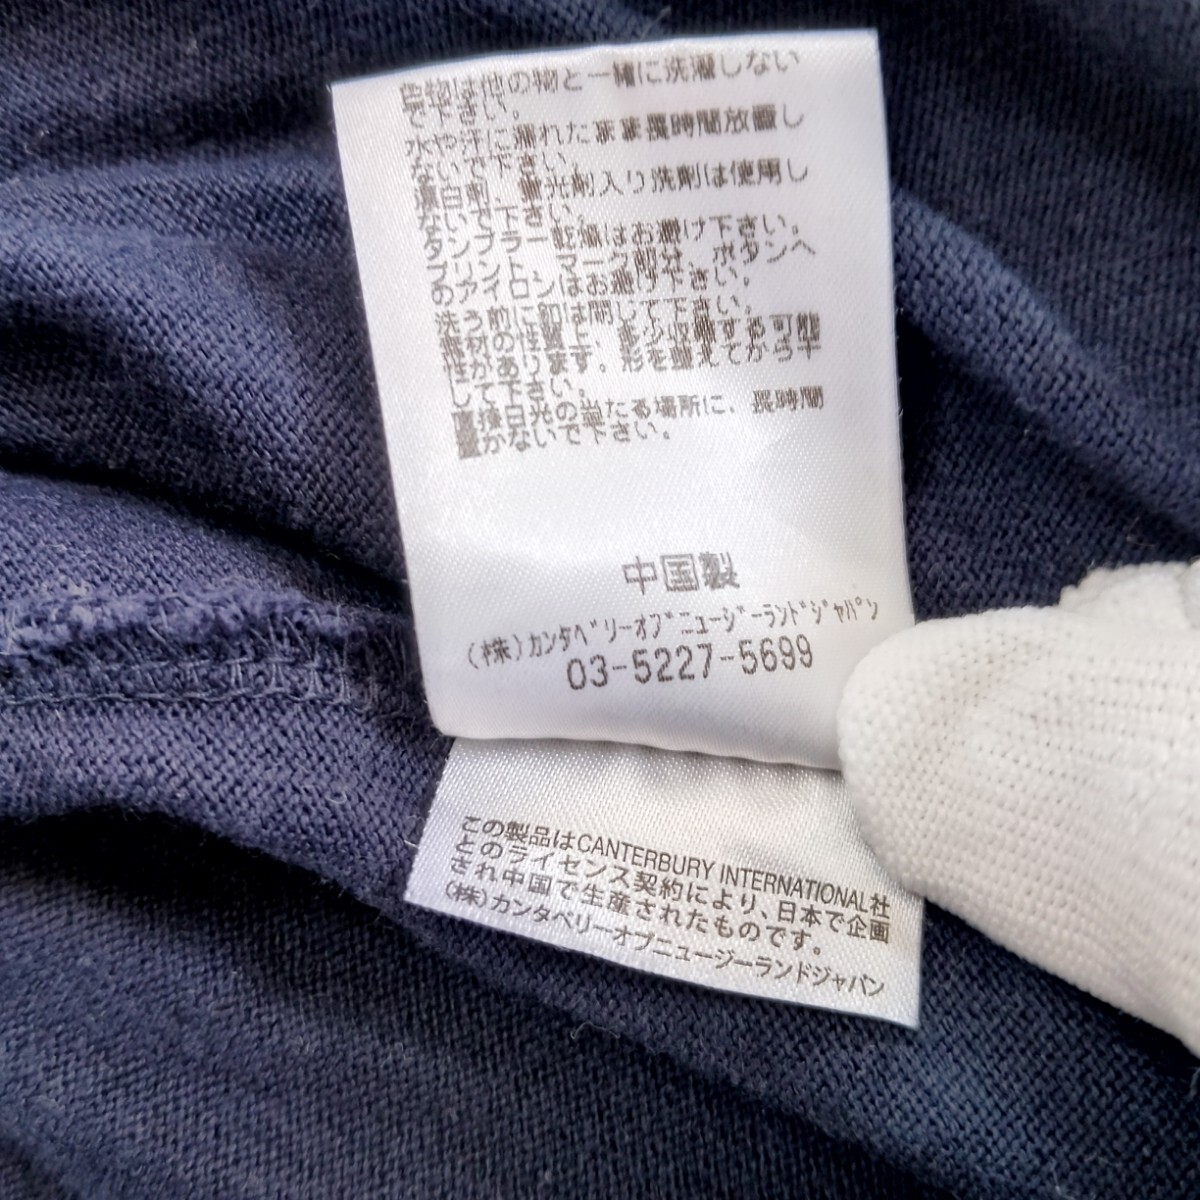 色物は他の物と一緒に洗濯しない
で下さい。
水や汗に濡れたまま長時間放置し
ないで下さい。
漂白剤、蛍光剤入り洗剤は使用し
ないで下さい。
タンブラー乾燥はお避け下さい。
プリント、マーク部分、ボタンへ
のアイロンはお避け下さい。
洗う前に釦は閉じて下さい。
素材の性質上、多少収縮する可能
性があります。形を整えてから干
して下さい。
直接日光の当たる場所に、長時間
置かないで下さい。
中国製
(株)カンタベリーオブニュージーランドジャパン
03-5227-5699
この製品はCANTERBURY INTERNATIONAL社
とのライセンス契約により、日本で企画
され中国で生産されたものです。
(株)カンタベリーオブニュージーランドジャパン